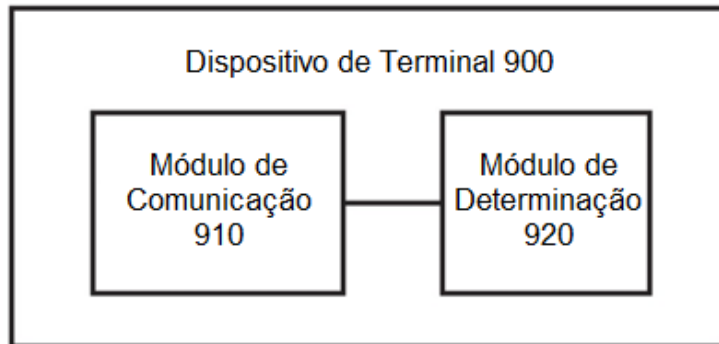 Dispositivo de Terminal 900
Módulo de
Comunicação
910
Módulo de
Determinação
920